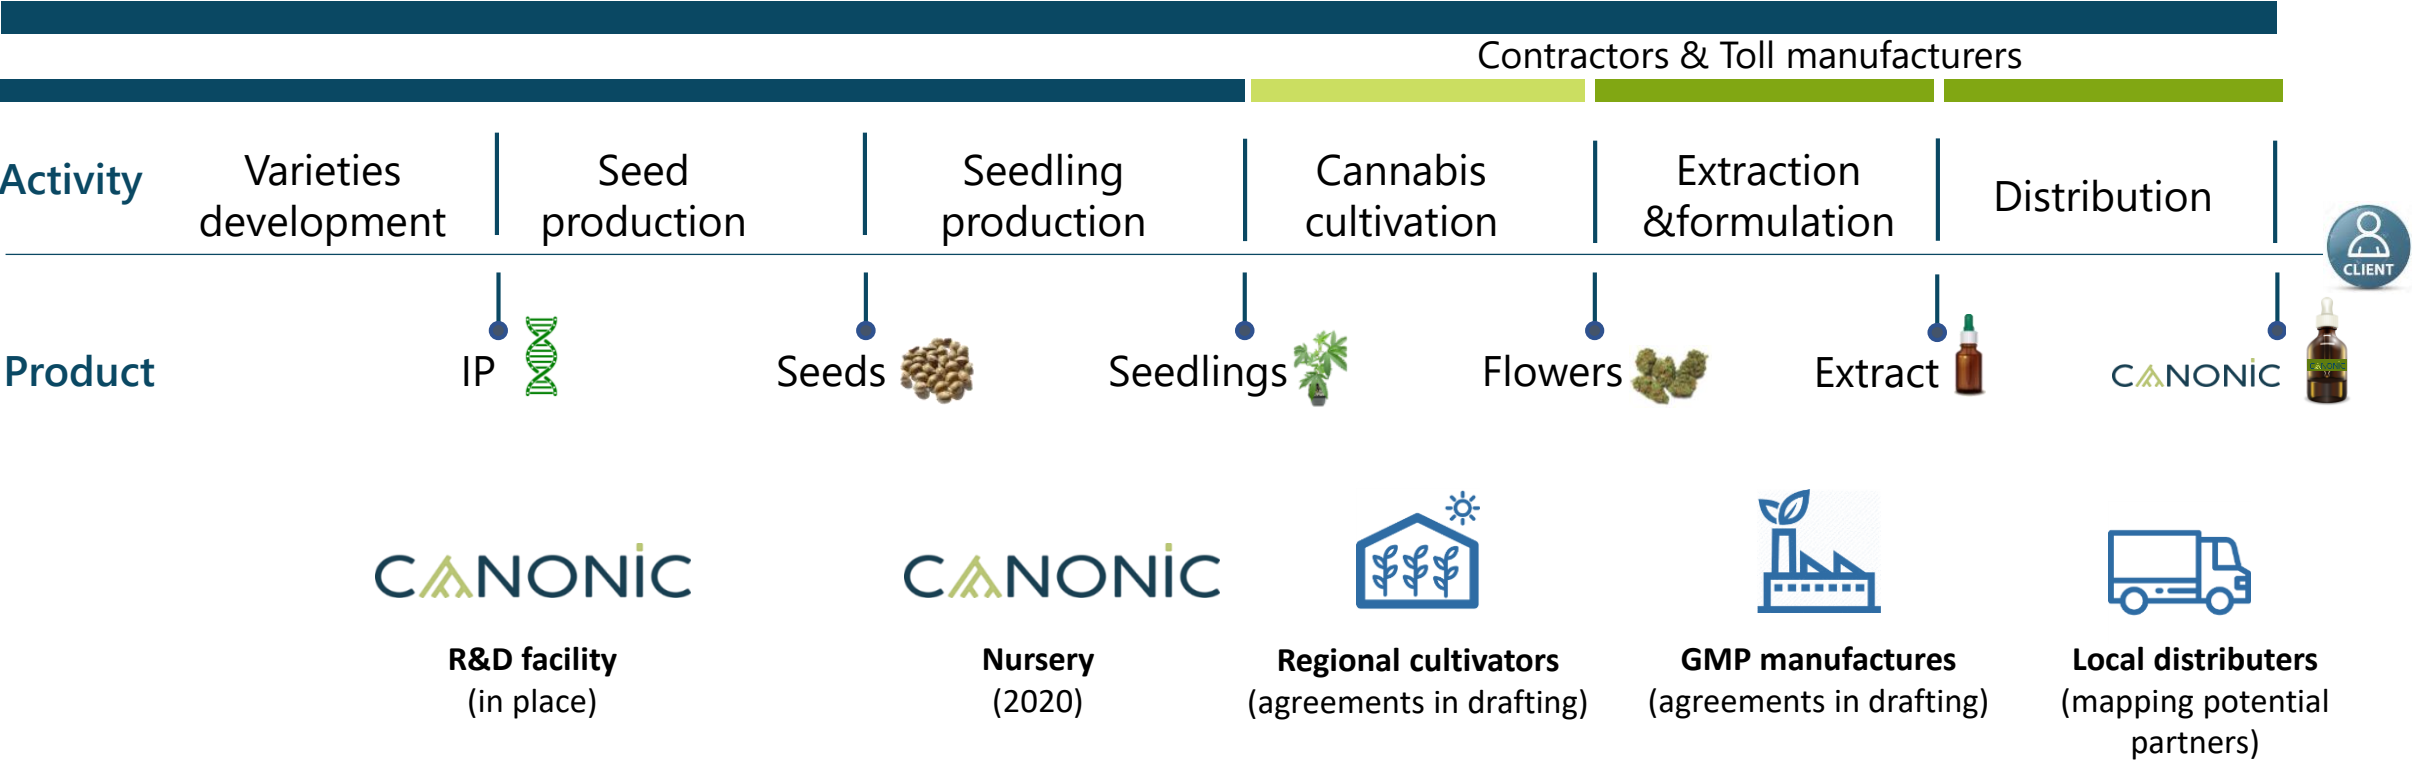 Contractors & Toll manufacturers
Activity
Varieties
development
Seed
production
Seedling
production
Cannabis
cultivation
Extraction
&formulation
Distribution
CLIENT
Product
IP
Seeds
Seedlings
Flowers
Extract
CANONIC
CANONIC
CANONIC
CANONIC
R&D facility
(in place)
Nursery
(2020)
Regional cultivators
(agreements in drafting)
GMP manufactures
(agreements in drafting)
Local distributers
(mapping potential
partners)